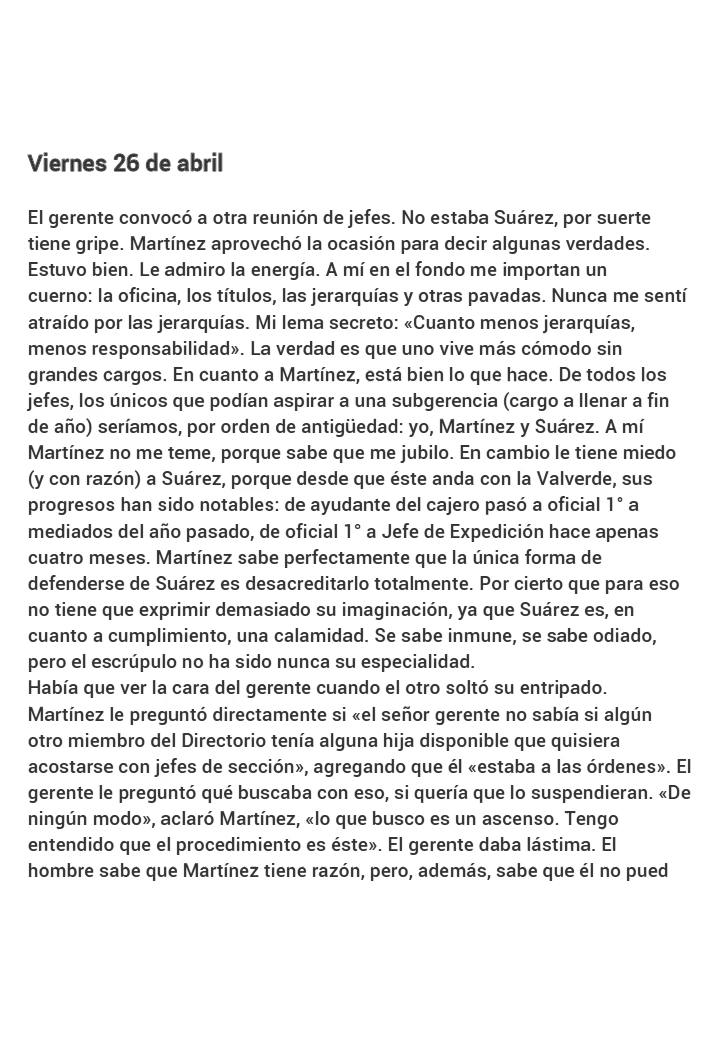 Viernes 26 de abril
El gerente convocó a otra reunión de jefes. No estaba Suárez, por suerte
tiene gripe. Martínez aprovechó la ocasión para decir algunas verdades.
Estuvo bien. Le admiro la energía. A mí en el fondo me importan un
cuerno: la oficina, los títulos, las jerarquías y otras pavadas. Nunca me sentí
atraído por las jerarquías. Mi lema secreto: «Cuanto menos jerarquías,
menos responsabilidad». La verdad es que uno vive más cómodo sin
grandes cargos. En cuanto a Martínez, está bien lo que hace. De todos los
jefes, los únicos que podían aspirar a una subgerencia (cargo a llenar a fin
de año) seríamos, por orden de antigüedad: yo, Martínez y Suárez. A mí
Martínez no me teme, porque sabe que me jubilo. En cambio le tiene miedo
(y con razón) a Suárez, porque desde que éste anda con la Valverde, sus
progresos han sido notables: de ayudante del cajero pasó a oficial 1° a
mediados del año pasado, de oficial 1° a Jefe de Expedición hace apenas
cuatro meses. Martínez sabe perfectamente que la única forma de
defenderse de Suárez es desacreditarlo totalmente. Por cierto que para eso
no tiene que exprimir demasiado su imaginación, ya que Suárez es, en
cuanto a cumplimiento, una calamidad. Se sabe inmune, se sabe odiado,
pero el escrúpulo no ha sido nunca su especialidad.
Había que ver la cara del gerente cuando el otro soltó su entripado.
Martínez le preguntó directamente si «el señor gerente no sabía si algún
otro miembro del Directorio tenía alguna hija disponible que quisiera
acostarse con jefes de sección», agregando que él «estaba a las órdenes». El
gerente le preguntó qué buscaba con eso, si quería que lo suspendieran. «De
ningún modo», aclaró Martínez, «lo que busco es un ascenso. Tengo
entendido que el procedimiento es éste». El gerente daba lástima. El
hombre sabe que Martínez tiene razón, pero, además, sabe que él no pued